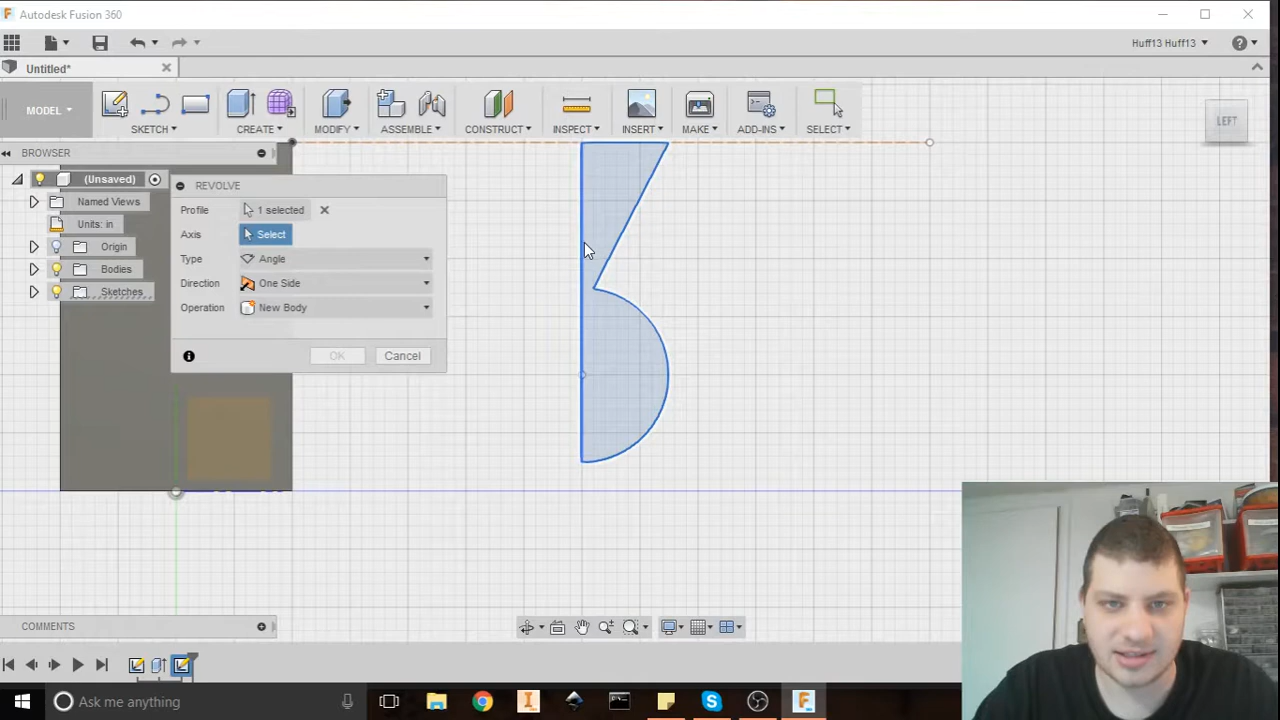 Autodesk Fusion 360
Huff13 Huff13
Untitled*
MODEL
SKETCH
CREATE
MODIFY
ASSEMBLE
CONSTRUCT
INSPECT
INSERT
MAKE
ADD-INS
SELECT
LEFT
BROWSER
(Unsaved)
Named Views
Units: in
Origin
Bodies
Sketches
REVOLVE
Profile 1 selected
Axis Select
Type Angle
Direction One Side
Operation New Body
OK Cancel
COMMENTS
Ask me anything